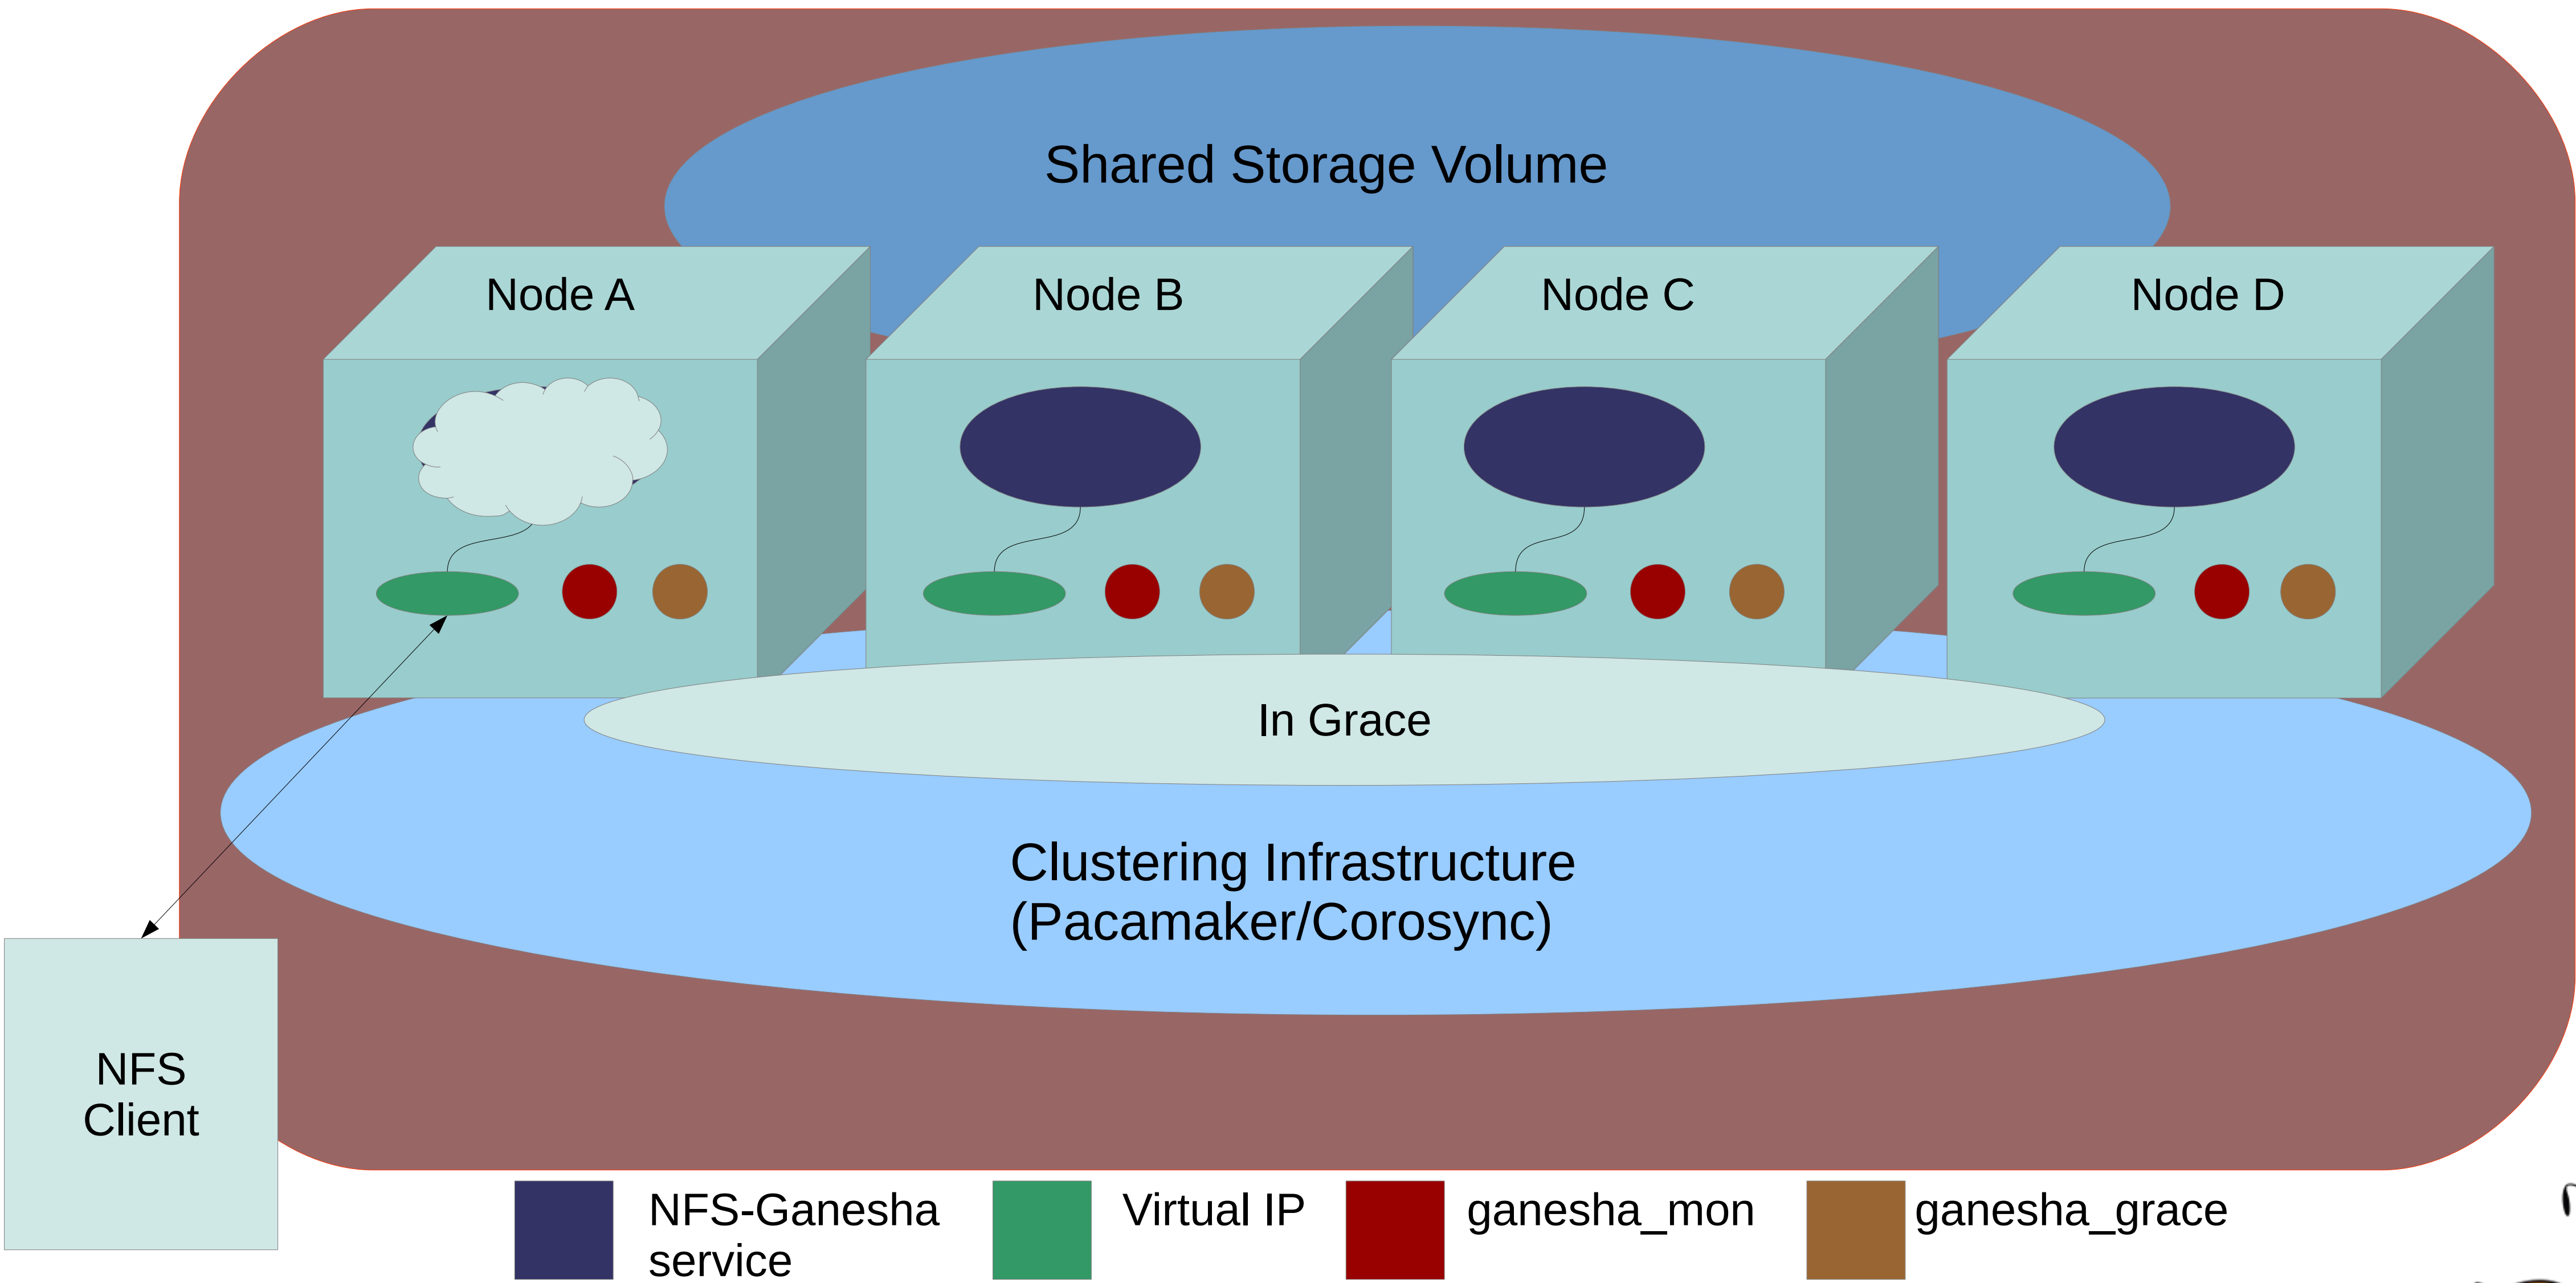 Shared Storage Volume
Node A
Node B
Node C
Node D
In Grace
Clustering Infrastructure
(Pacamaker/Corosync)
NFS
Client
NFS-Ganesha
service
Virtual IP
ganesha_mon
ganesha_grace